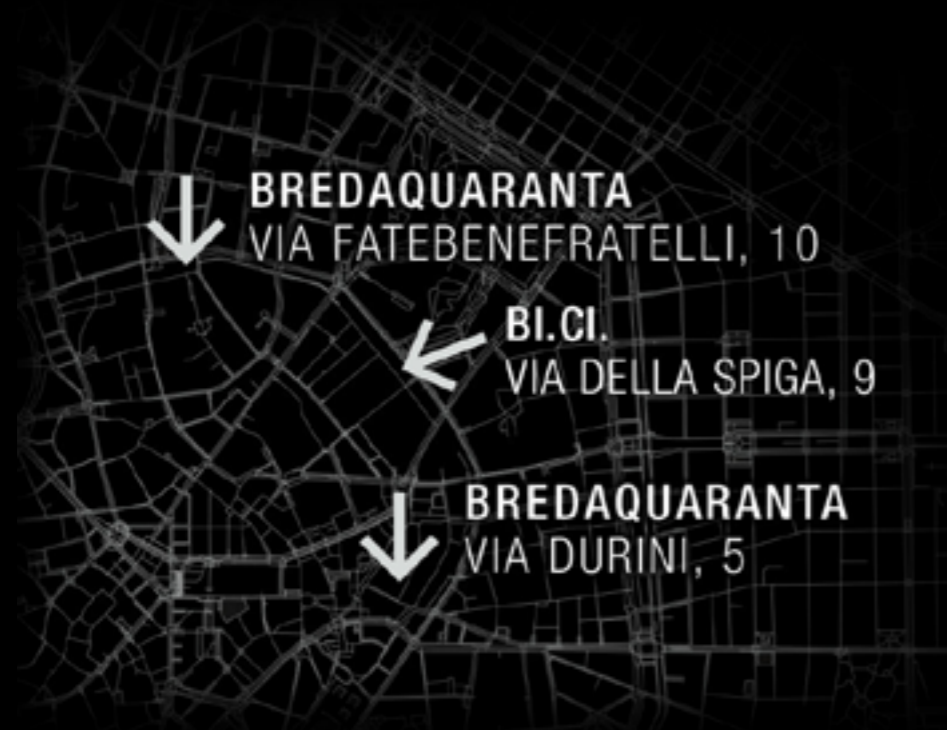 BREDAQUARANTA
VIA FATEBENEFRATELLI, 10
BI.CI.
VIA DELLA SPIGA, 9
BREDAQUARANTA
VIA DURINI, 5